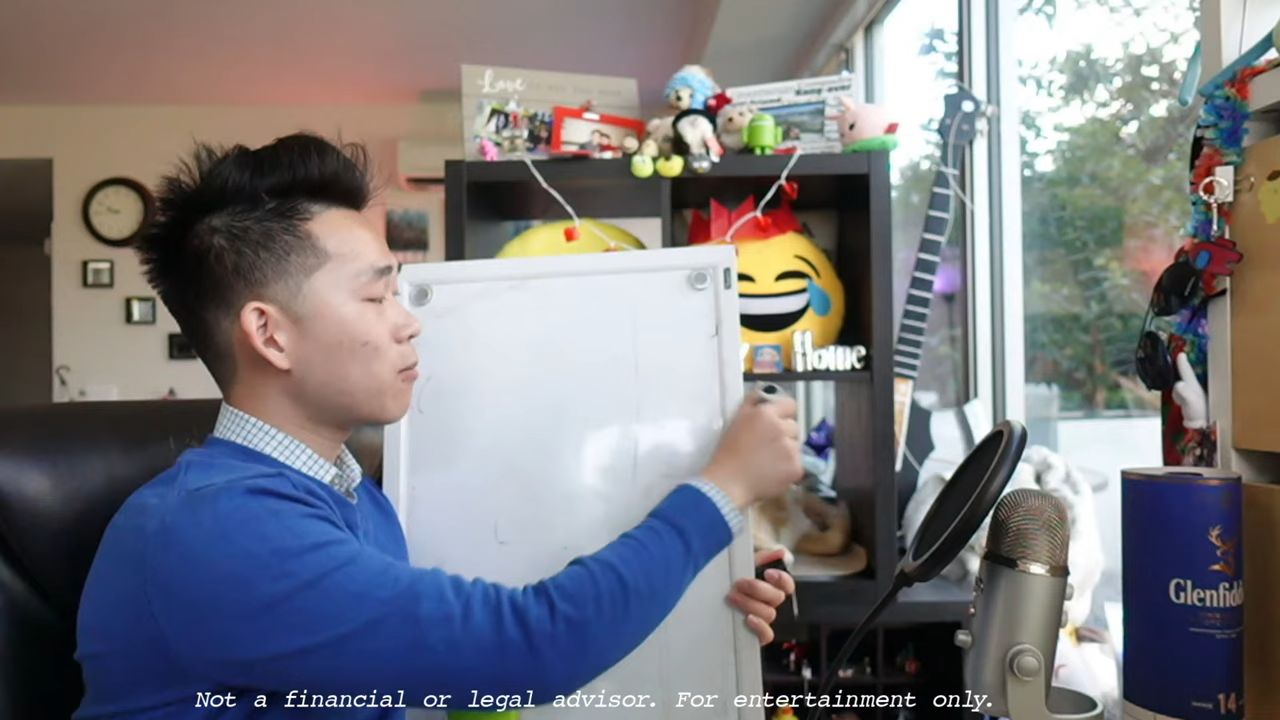 Love
Home
Glenfidd
14
Not a financial or legal advisor. For entertainment only.